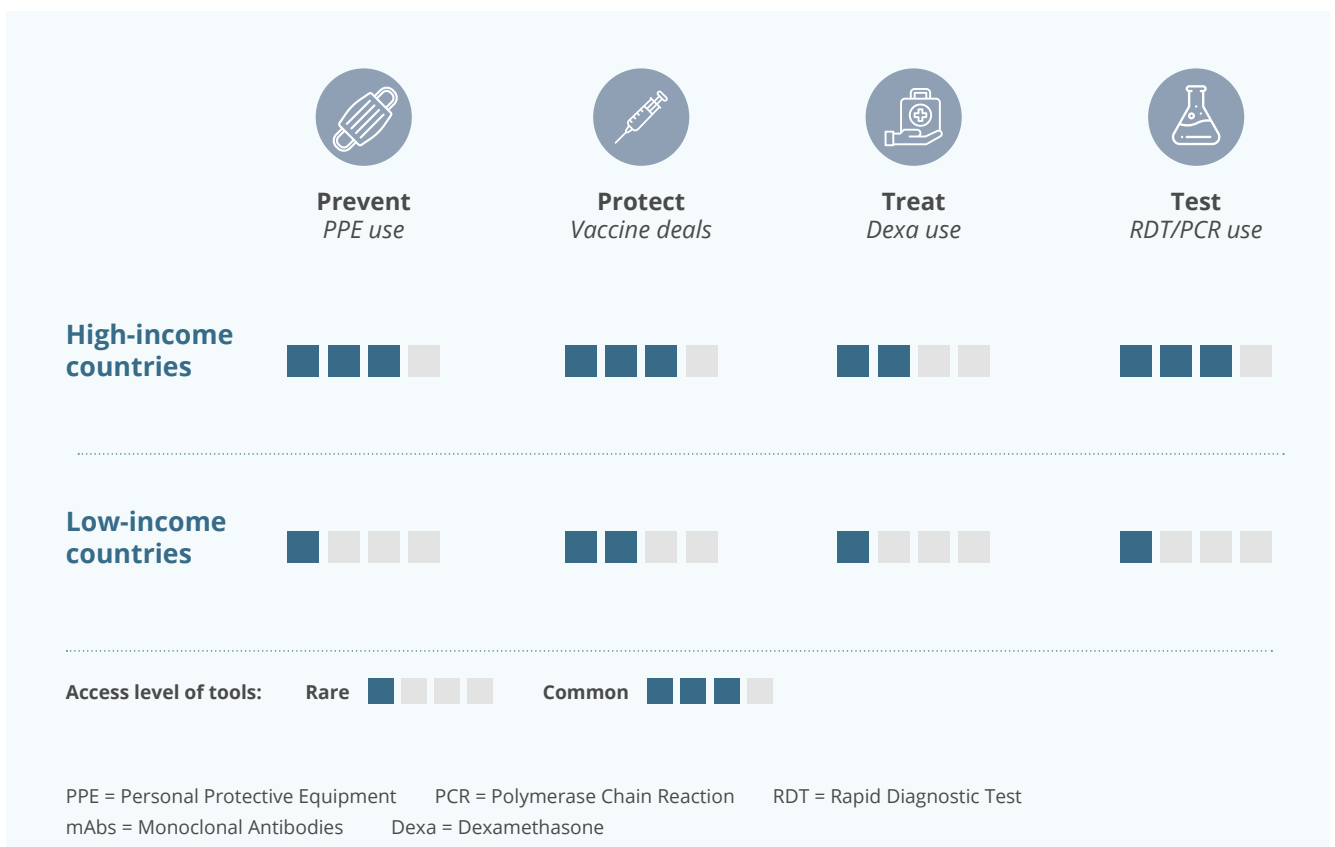 Prevent
PPE use
Protect
Vaccine deals
Treat
Dexa use
Test
RDT/PCR use
High-income
countries
Low-income
countries
Access level of tools: Rare Common
PPE = Personal Protective Equipment PCR = Polymerase Chain Reaction RDT = Rapid Diagnostic Test
mAbs = Monoclonal Antibodies Dexa = Dexamethasone